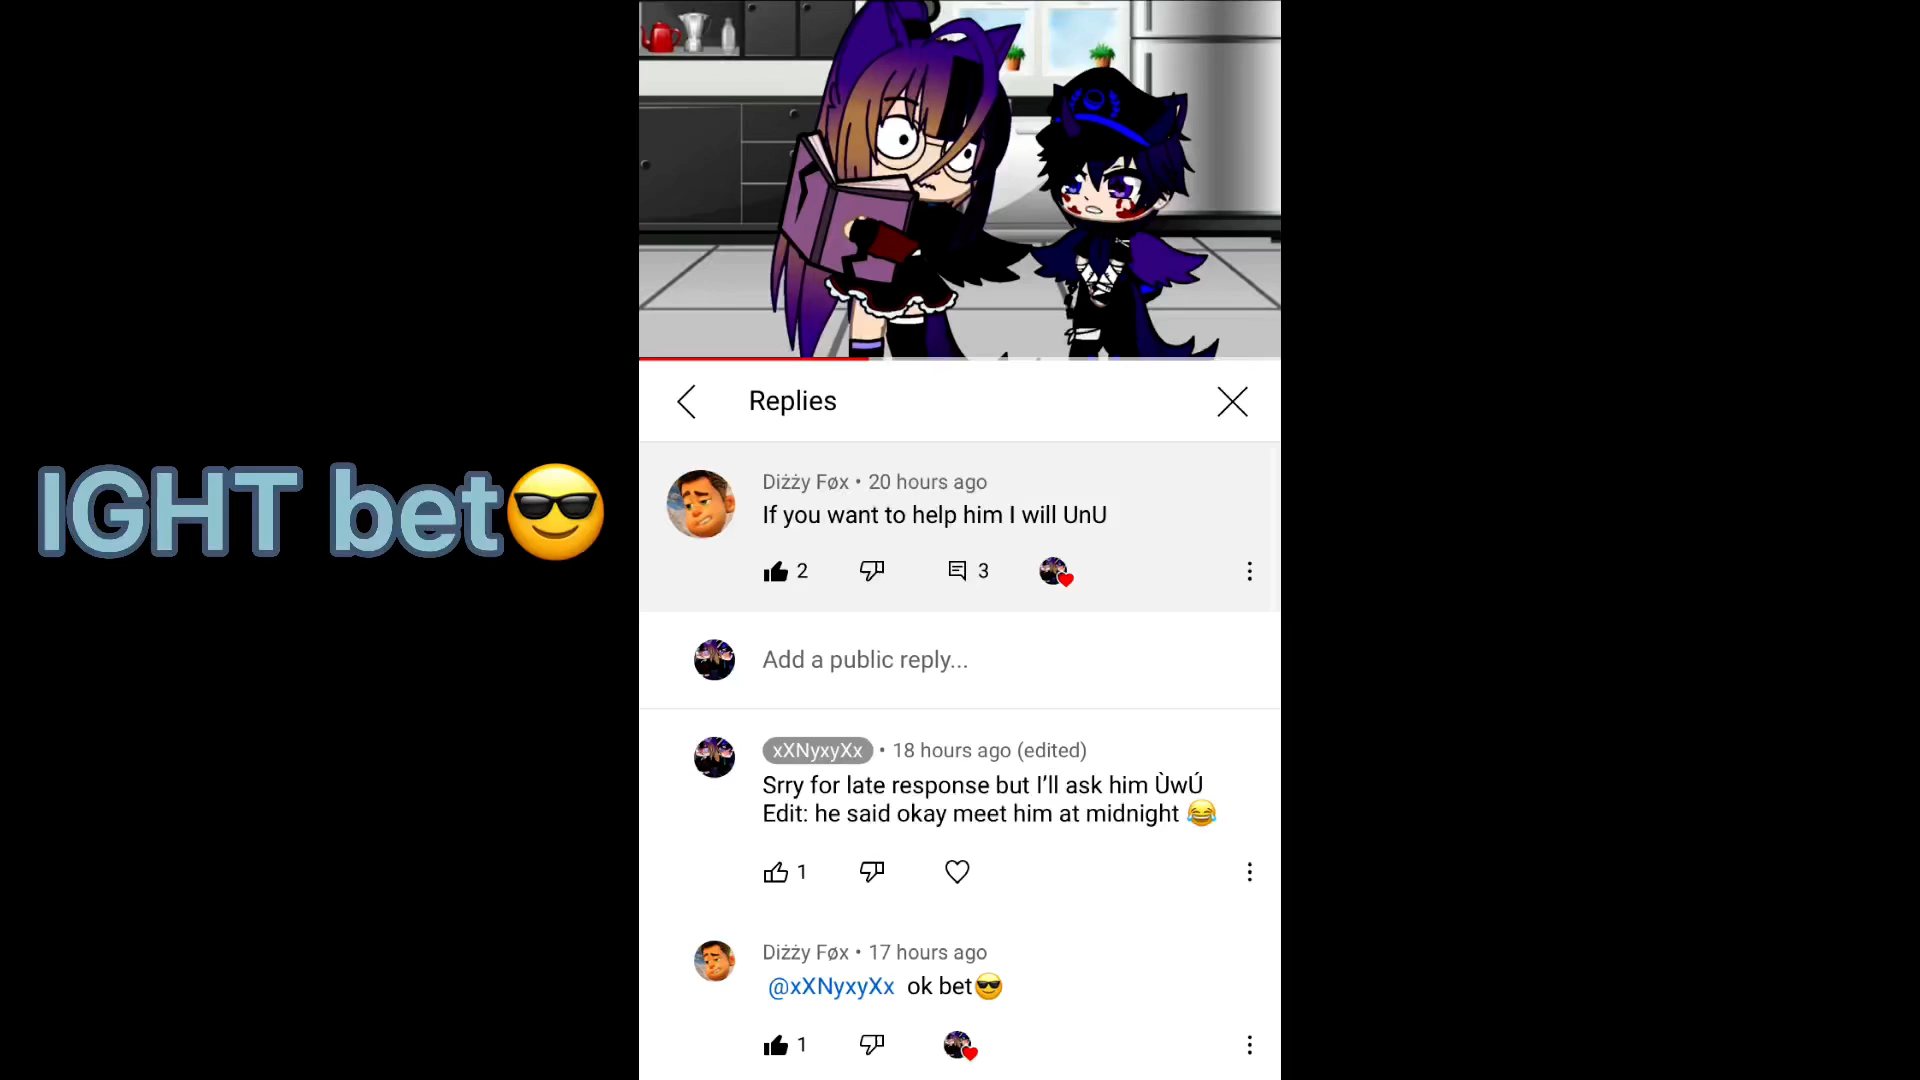 IGHT bet😎
Replies
Diżży Føx • 20 hours ago
If you want to help him I will UnU
2
3
Add a public reply...
xXNyxyXx • 18 hours ago (edited)
Srry for late response but I’ll ask him ÙwÚ
Edit: he said okay meet him at midnight 😂
1
Diżży Føx • 17 hours ago
@xXNyxyXx ok bet😎
1